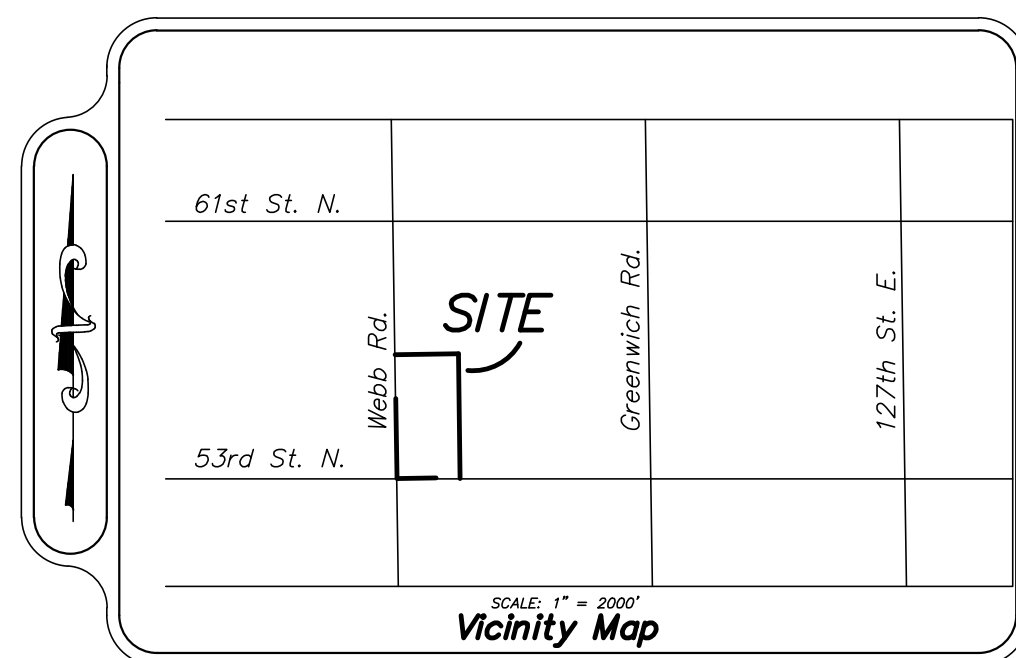 61st St. N.
SITE
Webb Rd.
Greenwich Rd.
127th St. E.
53rd St. N.
SCALE: 1" = 2000'
Vicinity Map